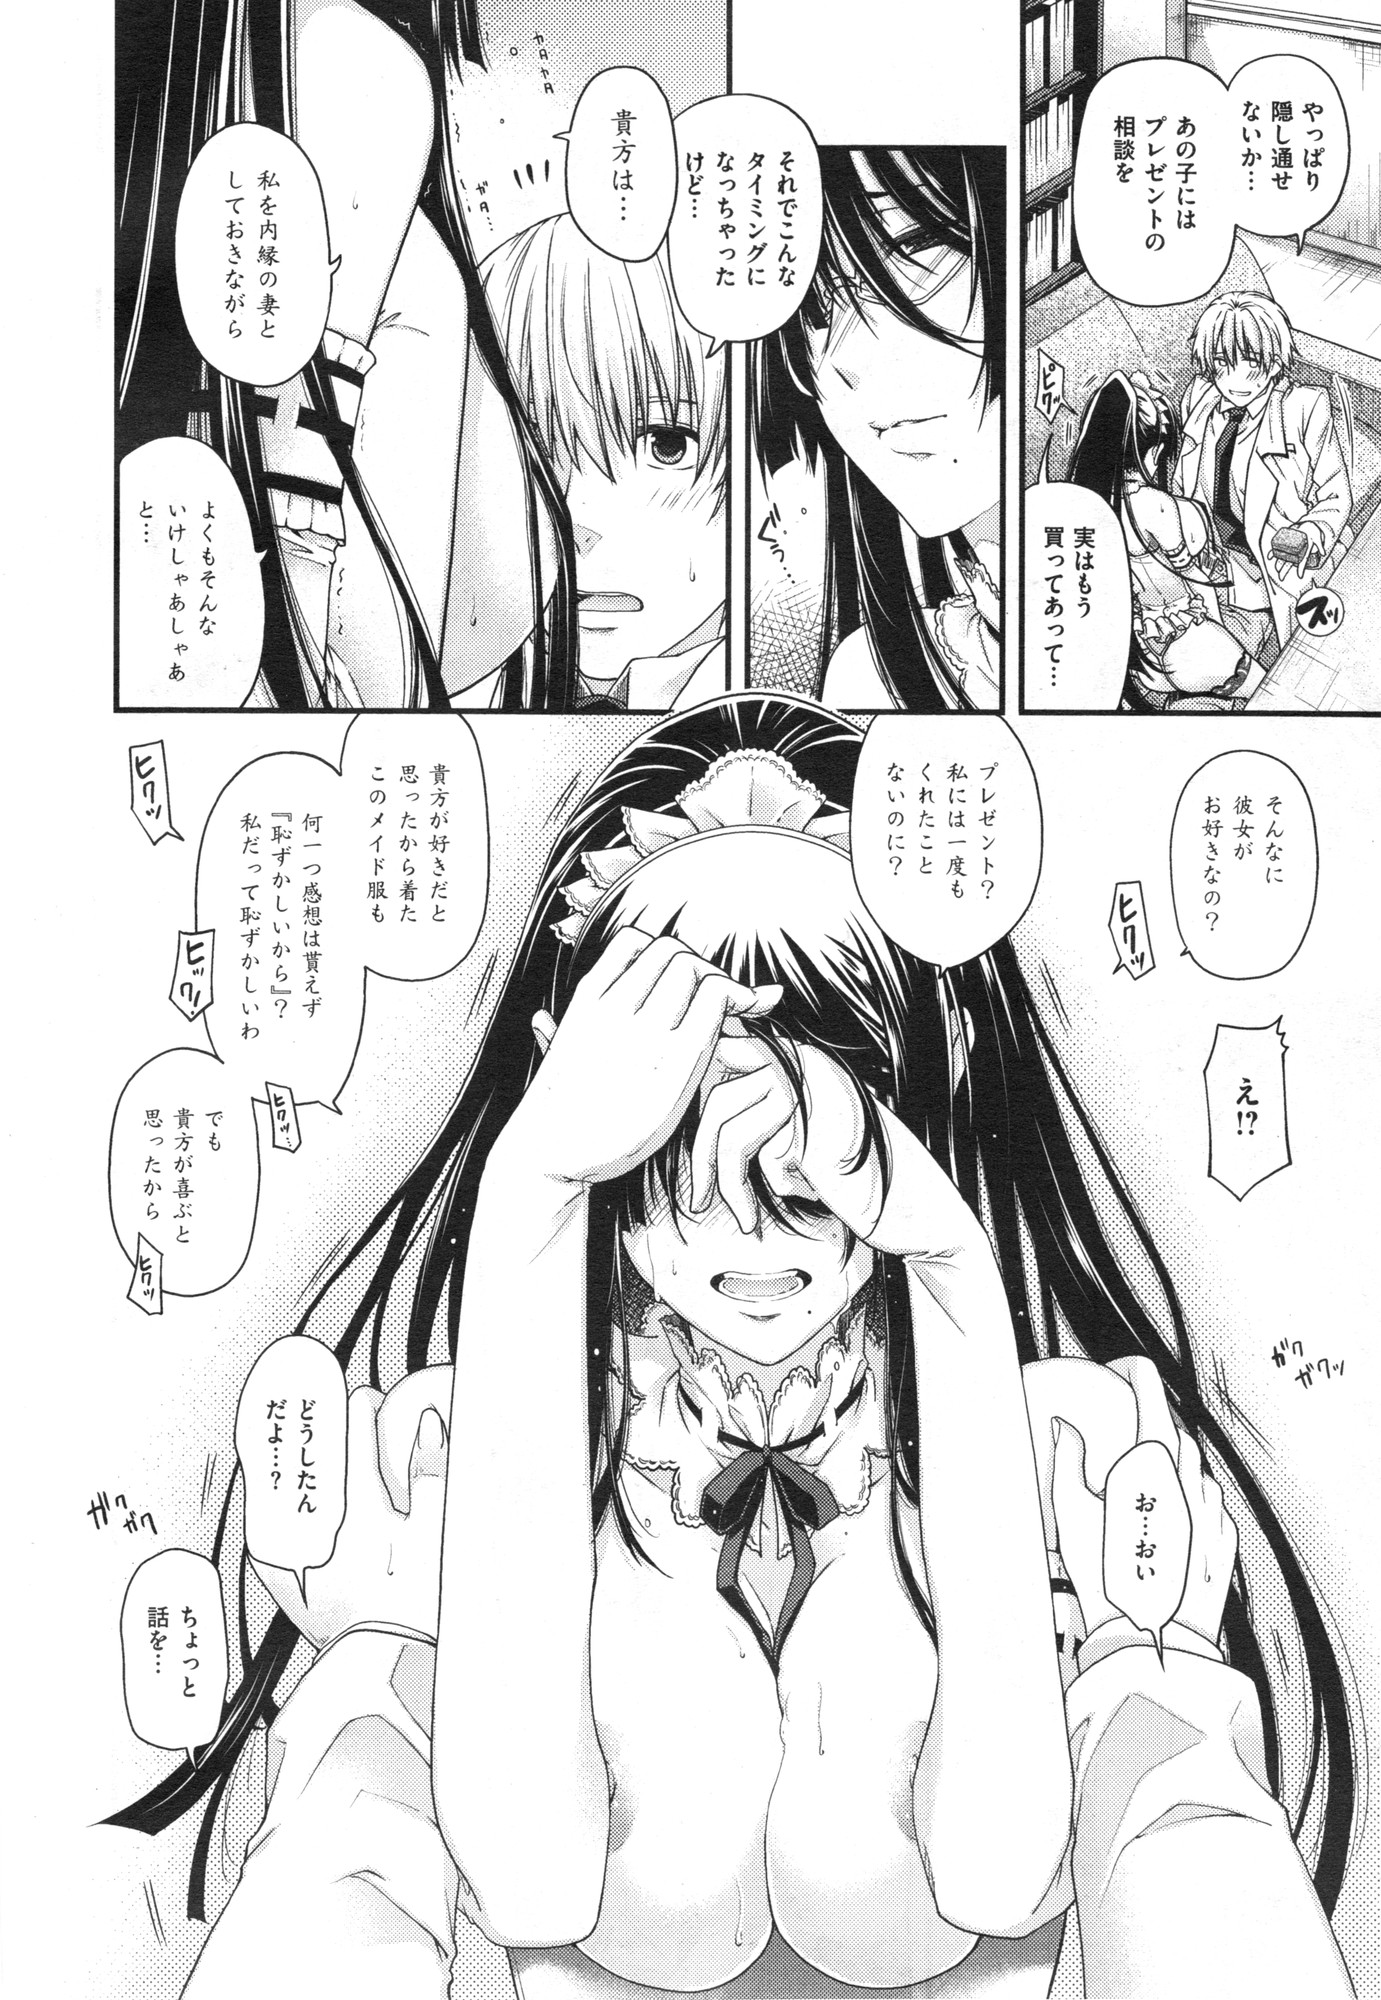 やっぱり
隠し通せ
ないか…
あの子には
プレゼントの
相談を
ピクッ
実はもう
買ってあって…
ズッ
それでこんな
タイミングに
なっちゃった
けど…
ぐぅ…
貴方は…
カタカタ
ガタ…
私を内縁の妻と
しておきながら
よくもそんな
いけしゃあしゃあ
と…
そんなに
彼女が
お好きなの?
え!?
ヒクッ
プレゼント?
私には一度も
くれたこと
ないのに?
貴方が好きだと
思ったから着た
このメイド服も
ヒクッ
何一つ感想は貰えず
『恥ずかしいから』?
私だって恥ずかしいわ
ヒック!
ヒクッ…
でも
貴方が喜ぶと
思ったから
ヒクッ
ガク
ガクッ
お…おい
どうしたん
だよ…?
ガク
ガク
ちょっと
話を…